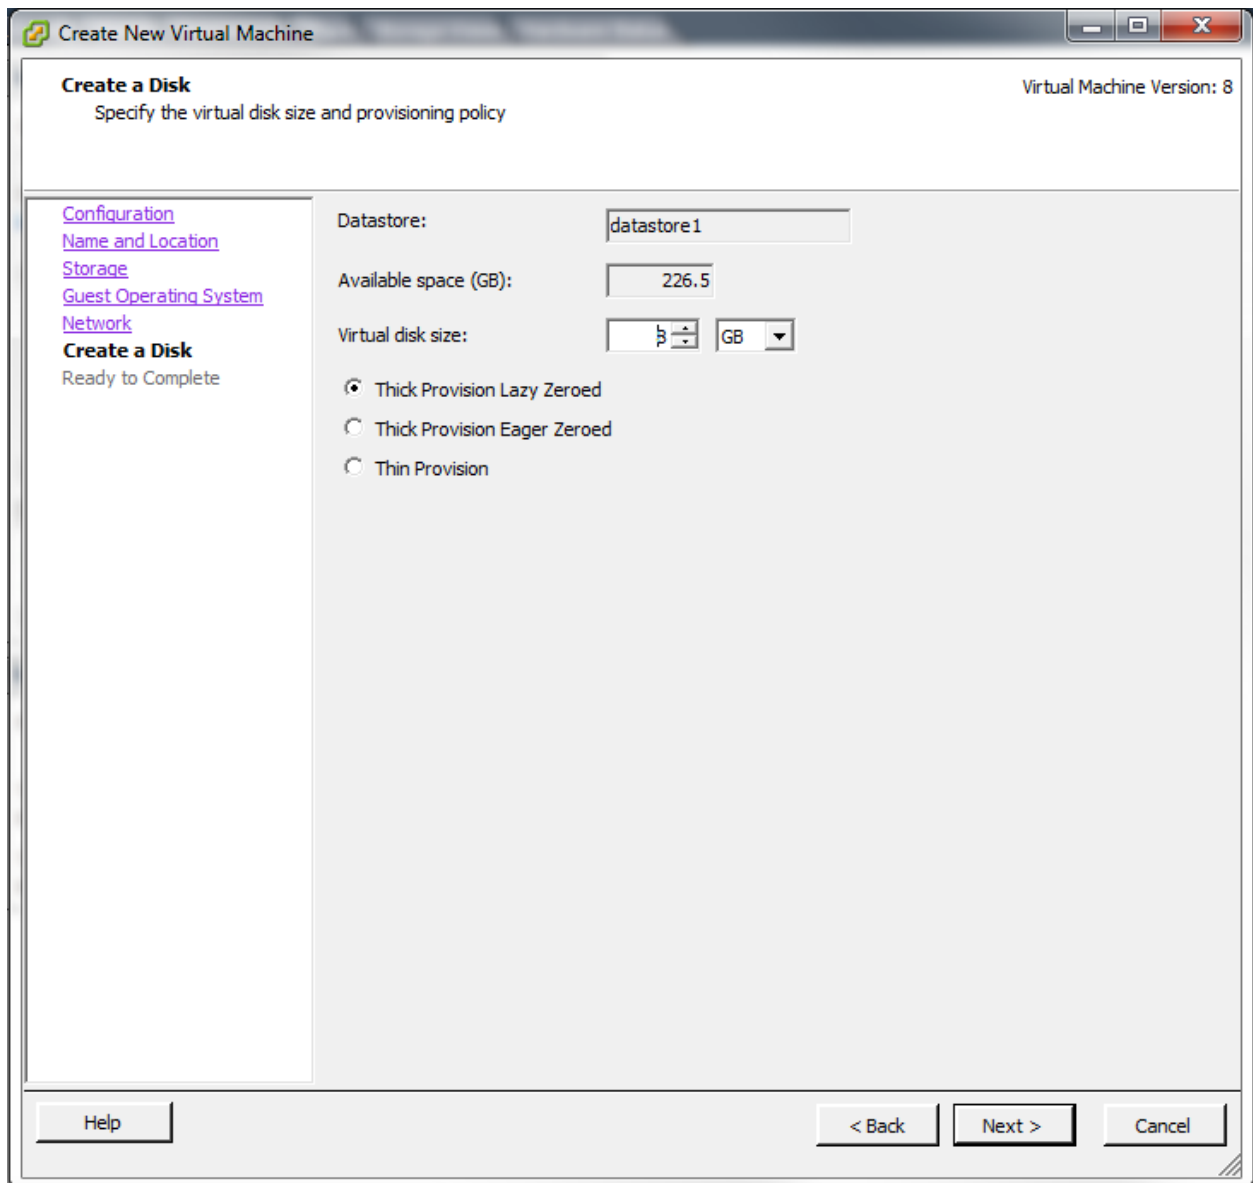 Create New Virtual Machine
Create a Disk
Virtual Machine Version: 8
Specify the virtual disk size and provisioning policy
Configuration
Name and Location
Storage
Guest Operating System
Network
Create a Disk
Ready to Complete
Datastore:
datastore1
Available space (GB):
226.5
Virtual disk size:
GB
Thick Provision Lazy Zeroed
Thick Provision Eager Zeroed
Thin Provision
Help
< Back
Next >
Cancel